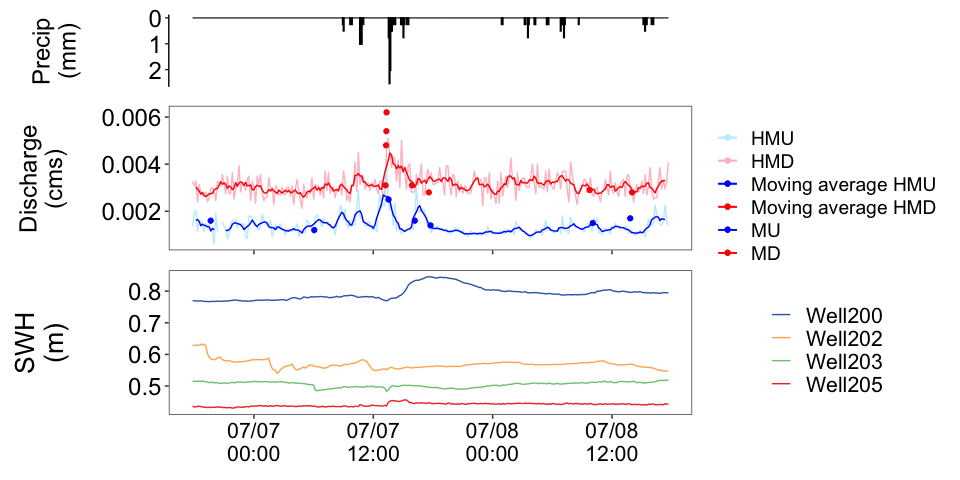 Precip
(mm)
0
1
2
Discharge
(cms)
0.006
0.004
0.002
HMU
HMD
Moving average HMU
Moving average HMD
MU
MD
SWH
(m)
0.8
0.7
0.6
0.5
Well200
Well202
Well203
Well205
07/07 07/07 07/08 07/08
00:00 12:00 00:00 12:00